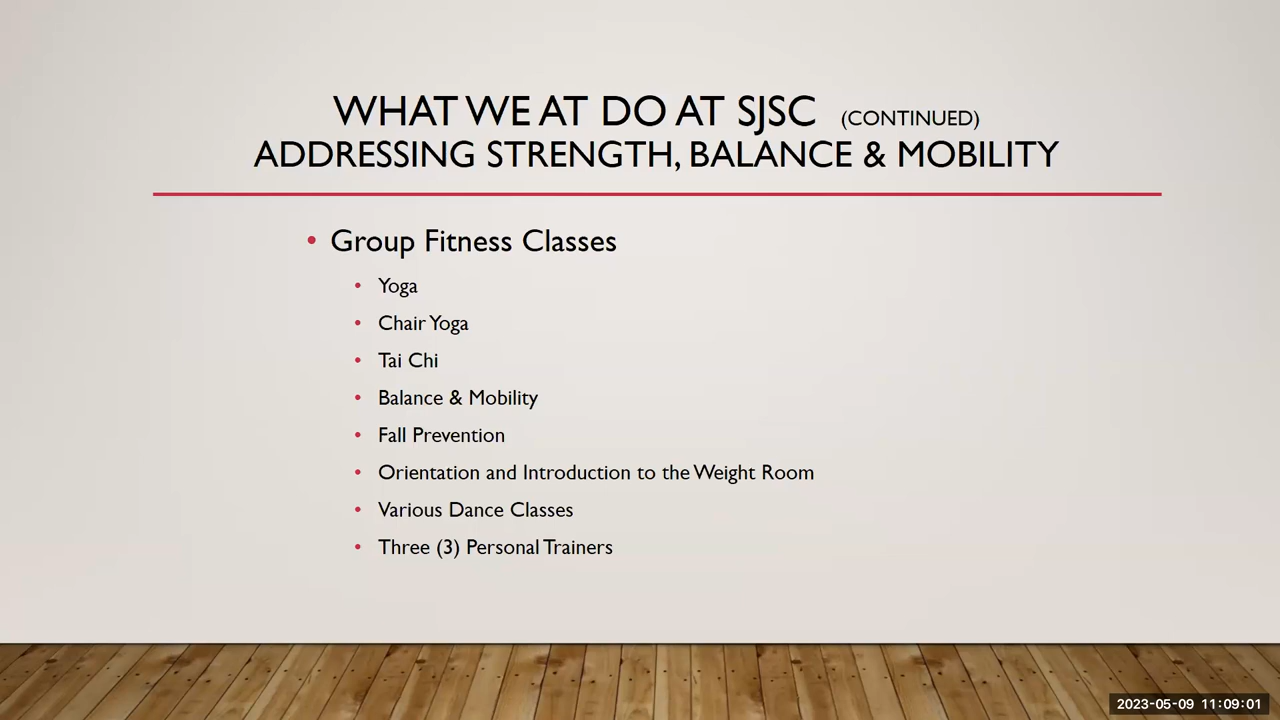 WHAT WE AT DO AT SJSC (CONTINUED)
ADDRESSING STRENGTH, BALANCE & MOBILITY
• Group Fitness Classes
• Yoga
• Chair Yoga
• Tai Chi
• Balance & Mobility
• Fall Prevention
• Orientation and Introduction to the Weight Room
• Various Dance Classes
• Three (3) Personal Trainers
2023-05-09 11:09:01